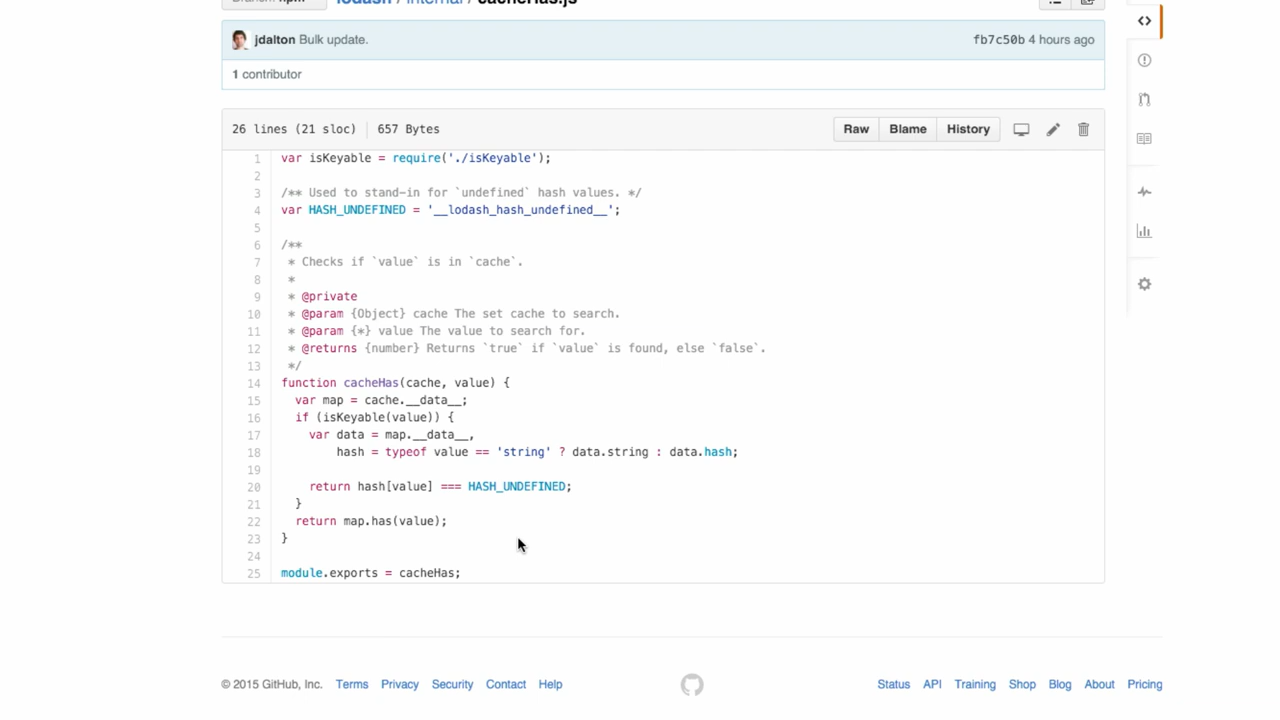 lodash / internal / cacheHas.js
jdalton Bulk update.
fb7c50b 4 hours ago
1 contributor
26 lines (21 sloc) 657 Bytes
Raw Blame History
1 var isKeyable = require('./isKeyable');
2
3 /** Used to stand-in for `undefined` hash values. */
4 var HASH_UNDEFINED = '__lodash_hash_undefined__';
5
6 /**
7 * Checks if `value` is in `cache`.
8 *
9 * @private
10 * @param {Object} cache The set cache to search.
11 * @param {*} value The value to search for.
12 * @returns {number} Returns `true` if `value` is found, else `false`.
13 */
14 function cacheHas(cache, value) {
15 var map = cache.__data__;
16 if (isKeyable(value)) {
17 var data = map.__data__,
18 hash = typeof value == 'string' ? data.string : data.hash;
19
20 return hash[value] === HASH_UNDEFINED;
21 }
22 return map.has(value);
23 }
24
25 module.exports = cacheHas;
© 2015 GitHub, Inc. Terms Privacy Security Contact Help
Status API Training Shop Blog About Pricing